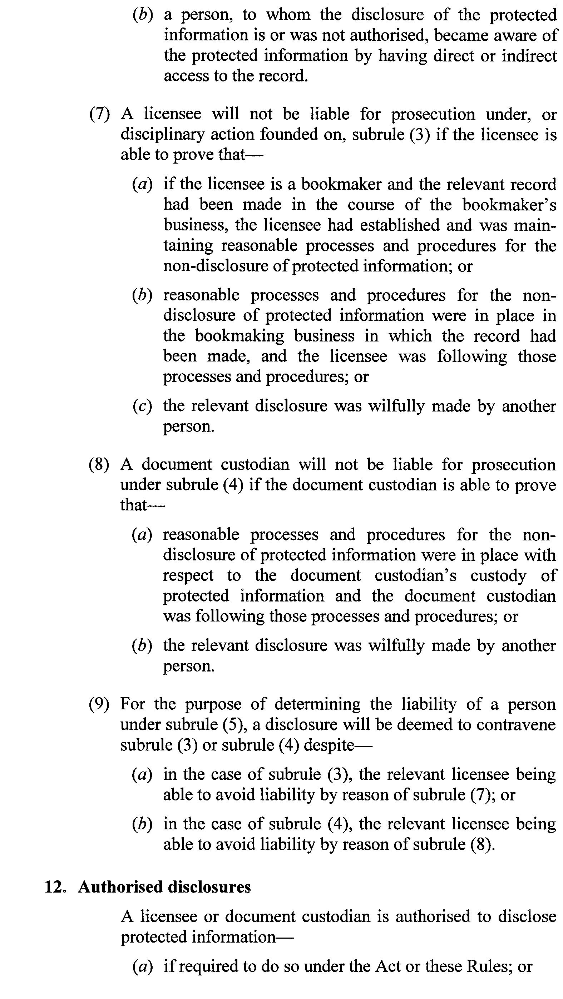 (b) a person, to whom the disclosure of the protected
information is or was not authorised, became aware of
the protected information by having direct or indirect
access to the record.
(7) A licensee will not be liable for prosecution under, or
disciplinary action founded on, subrule (3) if the licensee is
able to prove that—
(a) if the licensee is a bookmaker and the relevant record
had been made in the course of the bookmaker's
business, the licensee had established and was main-
taining reasonable processes and procedures for the
non-disclosure of protected information; or
(b) reasonable processes and procedures for the non-
disclosure of protected information were in place in
the bookmaking business in which the record had
been made, and the licensee was following those
processes and procedures; or
(c) the relevant disclosure was wilfully made by another
person.
(8) A document custodian will not be liable for prosecution
under subrule (4) if the document custodian is able to prove
that—
(a) reasonable processes and procedures for the non-
disclosure of protected information were in place with
respect to the document custodian's custody of
protected information and the document custodian
was following those processes and procedures; or
(b) the relevant disclosure was wilfully made by another
person.
(9) For the purpose of determining the liability of a person
under subrule (5), a disclosure will be deemed to contravene
subrule (3) or subrule (4) despite—
(a) in the case of subrule (3), the relevant licensee being
able to avoid liability by reason of subrule (7); or
(b) in the case of subrule (4), the relevant licensee being
able to avoid liability by reason of subrule (8).
12. Authorised disclosures
A licensee or document custodian is authorised to disclose
protected information—
(a) if required to do so under the Act or these Rules; or